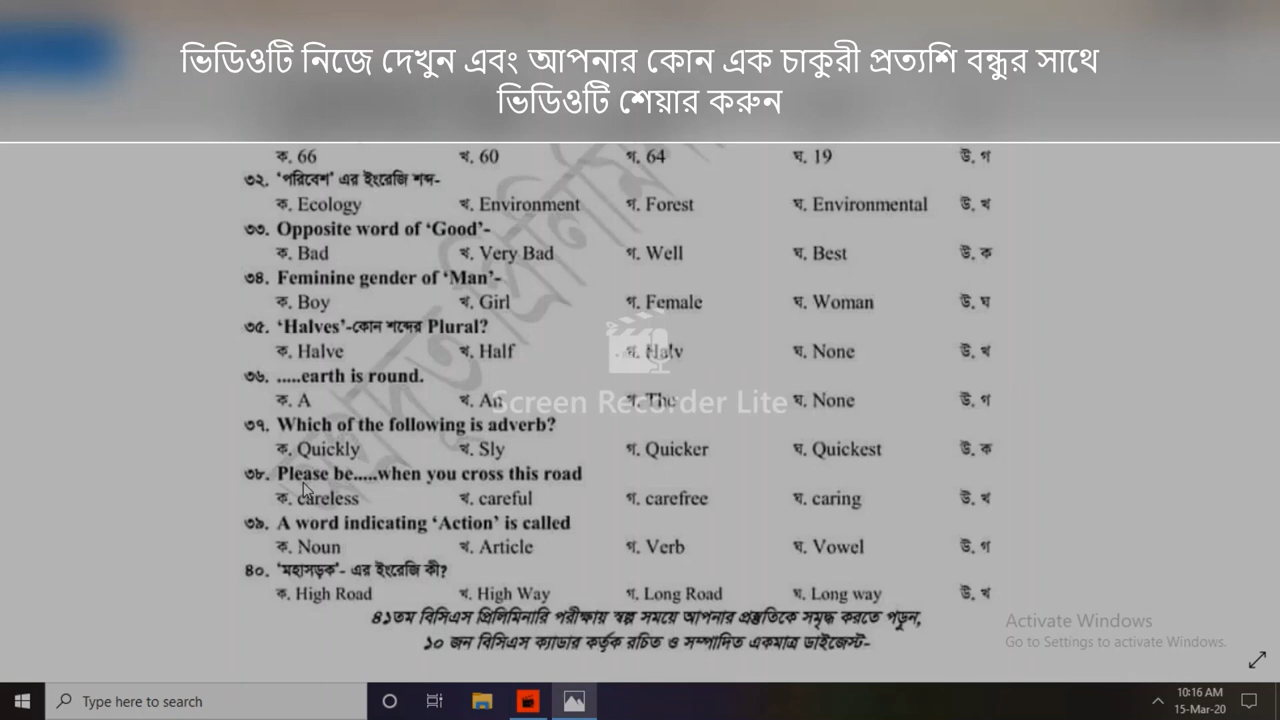 ভিডিওটি নিজে দেখুন এবং আপনার কোন এক চাকুরী প্রত্যশি বন্ধুর সাথে
ভিডিওটি শেয়ার করুন
ক. 66 খ. 60 গ. 64 ঘ. 19 উ. গ
৩২. ‘পরিবেশ’ এর ইংরেজি শব্দ-
ক. Ecology খ. Environment গ. Forest ঘ. Environmental উ. খ
৩৩. Opposite word of ‘Good’-
ক. Bad খ. Very Bad গ. Well ঘ. Best উ. ক
৩৪. Feminine gender of ‘Man’-
ক. Boy খ. Girl গ. Female ঘ. Woman উ. ঘ
৩৫. ‘Halves’-কোন শব্দের Plural?
ক. Halve খ. Half গ. Halv ঘ. None উ. খ
৩৬. .....earth is round.
ক. A খ. An গ. The ঘ. None উ. গ
Screen Recorder Lite
৩৭. Which of the following is adverb?
ক. Quickly খ. Sly গ. Quicker ঘ. Quickest উ. ক
৩৮. Please be.....when you cross this road
ক. careless খ. careful গ. carefree ঘ. caring উ. খ
৩৯. A word indicating ‘Action’ is called
ক. Noun খ. Article গ. Verb ঘ. Vowel উ. গ
৪০. ‘মহাসড়ক’- এর ইংরেজি কী?
ক. High Road খ. High Way গ. Long Road ঘ. Long way উ. খ
৪১তম বিসিএস প্রিলিমিনারি পরীক্ষায় স্বল্প সময়ে আপনার প্রস্তুতিকে সমৃদ্ধ করতে পড়ুন,
১০ জন বিসিএস ক্যাডার কর্তৃক রচিত ও সম্পাদিত একমাত্র ডাইজেস্ট-
Activate Windows
Go to Settings to activate Windows.
Type here to search
10:16 AM
15-Mar-20